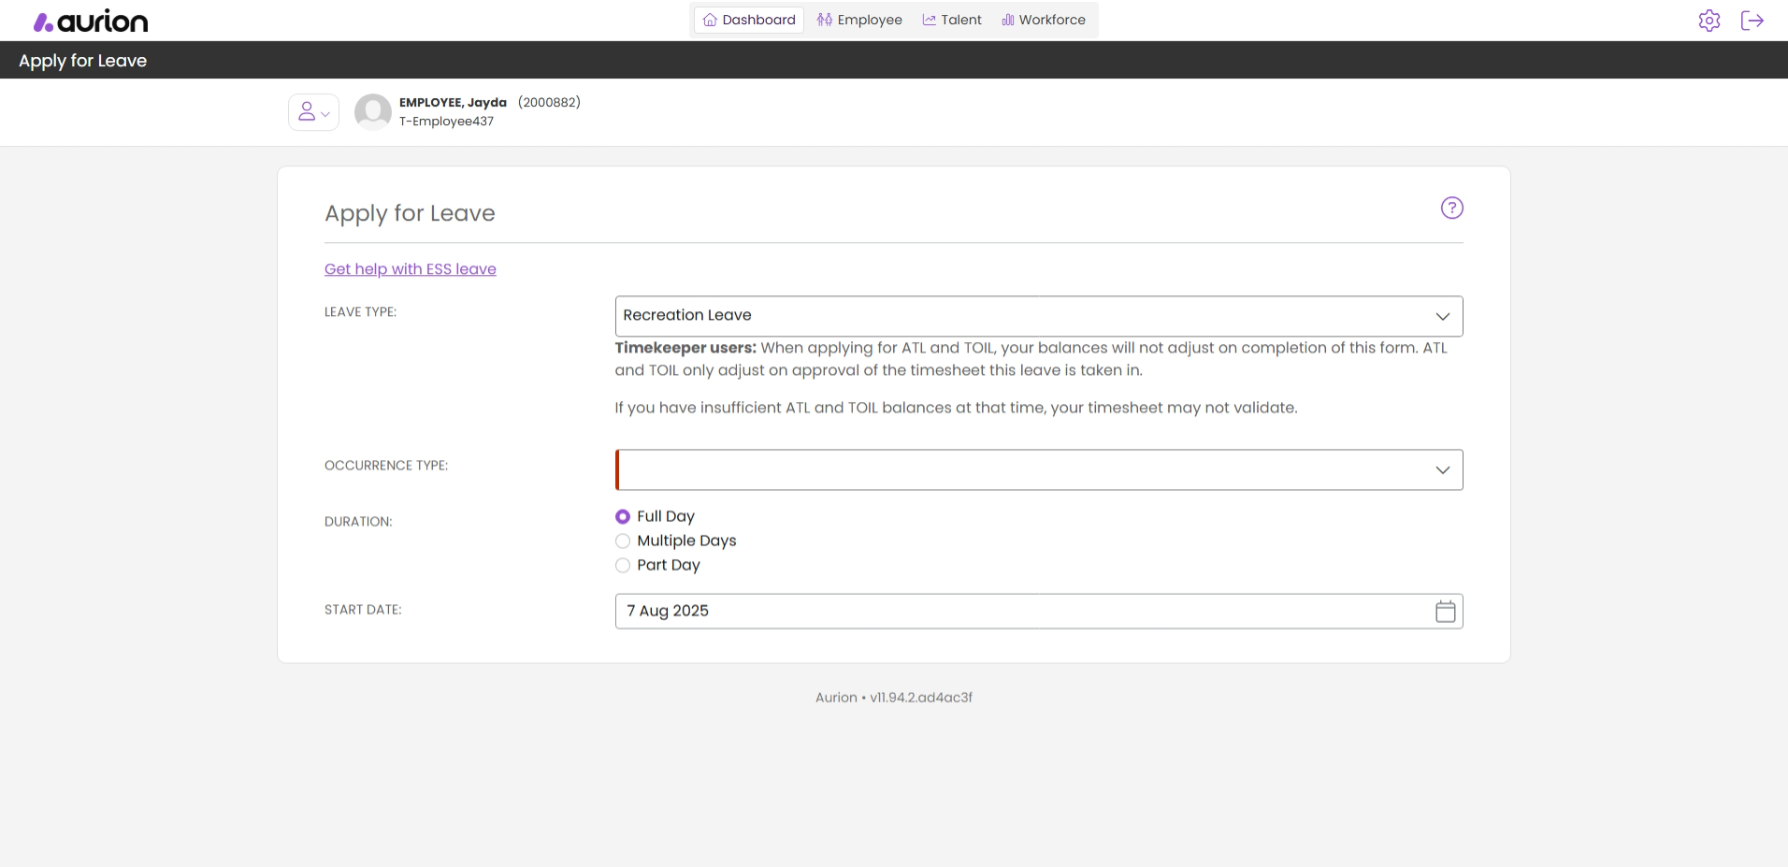 aurion
Dashboard
Employee
Talent
Workforce
Apply for Leave
EMPLOYEE, Jayda (2000882)
T-Employee437
Apply for Leave
?
Get help with ESS leave
LEAVE TYPE:
Recreation Leave
Timekeeper users: When applying for ATL and TOIL, your balances will not adjust on completion of this form. ATL
and TOIL only adjust on approval of the timesheet this leave is taken in.
If you have insufficient ATL and TOIL balances at that time, your timesheet may not validate.
OCCURRENCE TYPE:
DURATION:
Full Day
Multiple Days
Part Day
START DATE:
7 Aug 2025
Aurion • v11.94.2.ad4ac3f